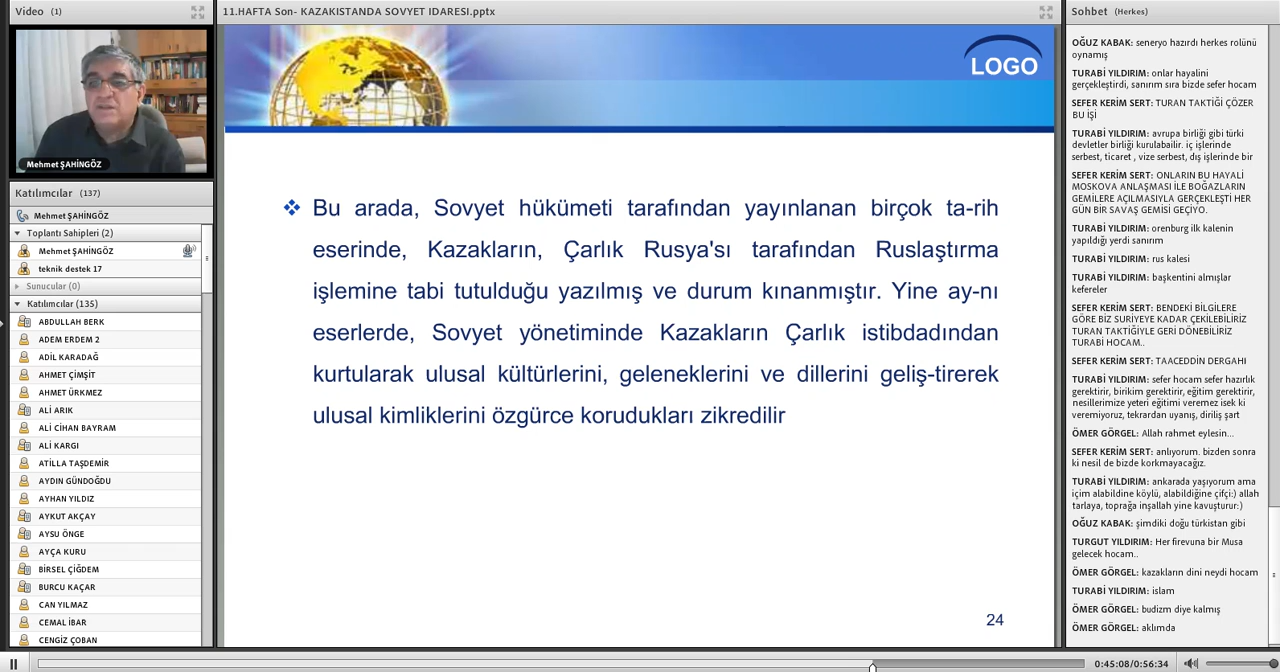 Video (1)
Mehmet ŞAHİNGÖZ
Katılımcılar (137)
Mehmet ŞAHİNGÖZ
Toplantı Sahipleri (2)
Mehmet ŞAHİNGÖZ
teknik destek 17
Sunucular (0)
Katılımcılar (135)
ABDULLAH BERK
ADEM ERDEM 2
ADİL KARADAĞ
AHMET ÇİMŞİT
AHMET ÜRKMEZ
ALİ ARIK
ALİ CİHAN BAYRAM
ALİ KARGI
ATİLLA TAŞDEMİR
AYDIN GÜNDOĞDU
AYHAN YILDIZ
AYKUT AKÇAY
AYSU ÖNGE
AYÇA KURU
BİRSEL ÇİĞDEM
BURCU KAÇAR
CAN YILMAZ
CEMAL İBAR
CENGİZ ÇOBAN
11.HAFTA Son- KAZAKISTANDA SOVYET IDARESI.pptx
LOGO
Bu arada, Sovyet hükümeti tarafından yayınlanan birçok ta-rih
eserinde, Kazakların, Çarlık Rusya'sı tarafından Ruslaştırma
işlemine tabi tutulduğu yazılmış ve durum kınanmıştır. Yine ay-nı
eserlerde, Sovyet yönetiminde Kazakların Çarlık istibdadından
kurtularak ulusal kültürlerini, geleneklerini ve dillerini geliş-tirerek
ulusal kimliklerini özgürce korudukları zikredilir
24
Sohbet (Herkes)
OĞUZ KABAK: seneryo hazırdı herkes rolünü
oynamış
TURABİ YILDIRIM: onlar hayalini
gerçekleştirdi, sanırım sıra bizde sefer hocam
SEFER KERİM SERT: TURAN TAKTİĞİ ÇÖZER
BU İŞİ
TURABİ YILDIRIM: avrupa birliği gibi türki
devletler birliği kurulabailir. iç işlerinde
serbest, ticaret , vize serbest, dış işlerinde bir
SEFER KERİM SERT: ONLARIN BU HAYALİ
MOSKOVA ANLAŞMASI İLE BOĞAZLARIN
GEMİLERE AÇILMASIYLA GERÇEKLEŞTİ HER
GÜN BİR SAVAŞ GEMİSİ GEÇİYO.
TURABİ YILDIRIM: orenburg ilk kalenin
yapıldığı yerdi sanırım
TURABİ YILDIRIM: rus kalesi
TURABİ YILDIRIM: başkentini almışlar
kefereler
SEFER KERİM SERT: BENDEKİ BİLGİLERE
GÖRE BİZ SURİYEYE KADAR ÇEKİLEBİLİRİZ
TURAN TAKTİĞİYLE GERİ DÖNEBİLİRİZ
TURABİ HOCAM..
SEFER KERİM SERT: TAACEDDİN DERGAHI
TURABİ YILDIRIM: sefer hocam sefer hazırlık
gerektirir, birikim gerektirir, eğitim gerektirir,
nesillerimize yeteri eğitimi veremez isek ki
veremiyoruz, tekrardan uyanış, diriliş şart
ÖMER GÖRGEL: Allah rahmet eylesin...
SEFER KERİM SERT: anlıyorum. bizden sonra
ki nesil de bizde korkmayacağız.
TURABİ YILDIRIM: ankarada yaşıyorum ama
içim alabildine köylü, alabildiğine çifçi:) allah
tarlaya, toprağa inşallah yine kavuşturur:)
OĞUZ KABAK: şimdiki doğu türkistan gibi
TURGUT YILDIRIM: Her firevuna bir Musa
gelecek hocam..
ÖMER GÖRGEL: kazakların dini neydi hocam
TURABİ YILDIRIM: islam
ÖMER GÖRGEL: budizm diye kalmış
ÖMER GÖRGEL: aklımda
0:45:08/0:56:34